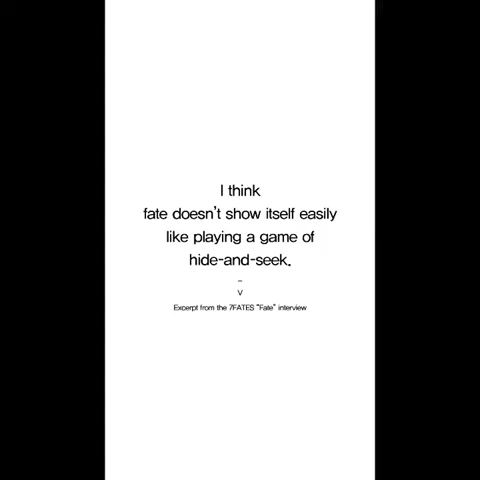 I think
fate doesn't show itself easily
like playing a game of
hide-and-seek.
–
V
Excerpt from the 7FATES "Fate" interview